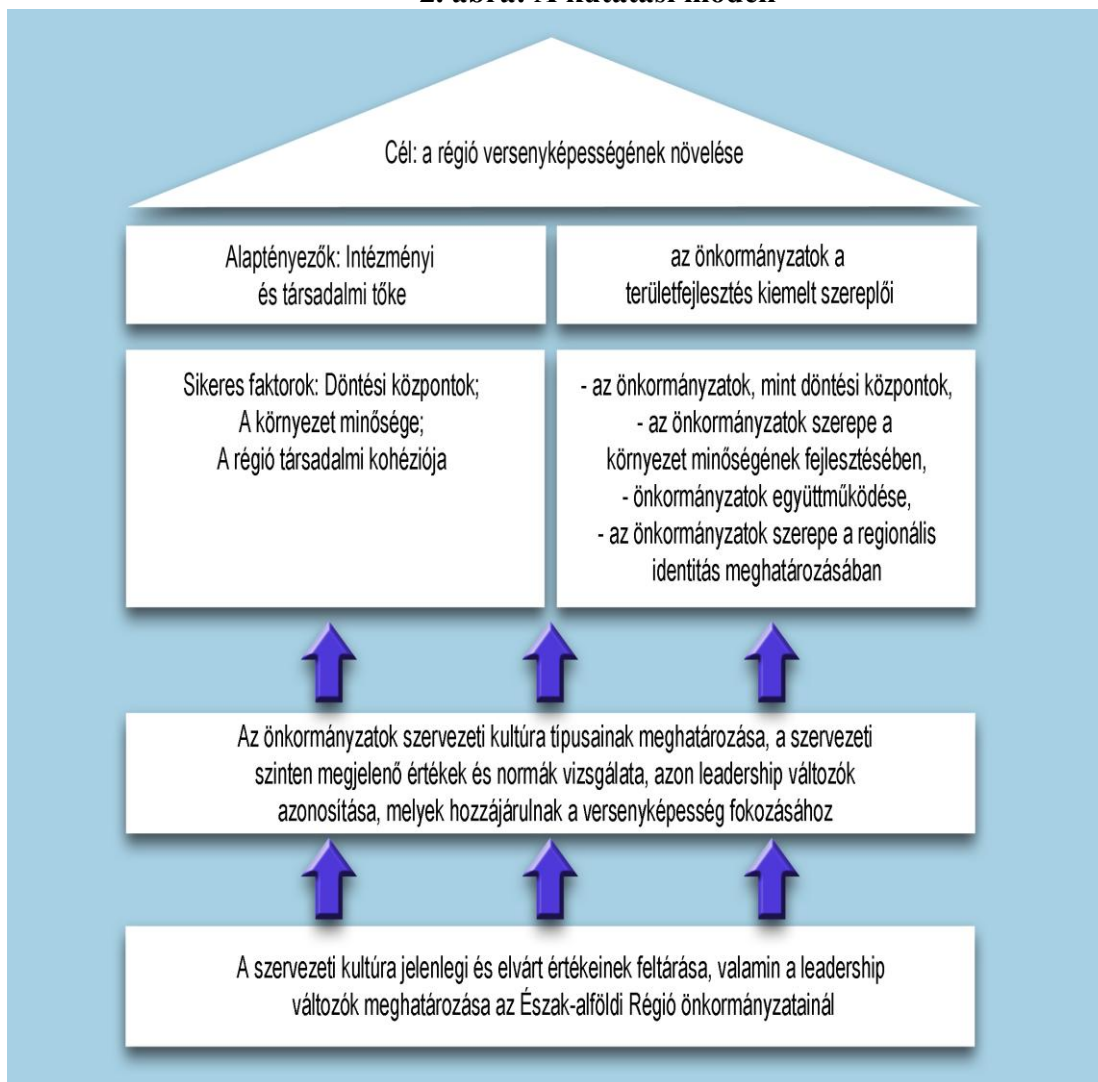 Cél: a régió versenyképességének növelése
Alaptényezők: Intézményi
és társadalmi tőke
az önkormányzatok a
területfejlesztés kiemelt szereplői
Sikeres faktorok: Döntési központok;
A környezet minősége;
A régió társadalmi kohéziója
- az önkormányzatok, mint döntési központok,
- az önkormányzatok szerepe a
környezet minőségének fejlesztésében,
- önkormányzatok együttműködése,
- az önkormányzatok szerepe a regionális
identitás meghatározásában
Az önkormányzatok szervezeti kultúra típusainak meghatározása, a szervezeti
szinten megjelenő értékek és normák vizsgálata, azon leadership változók
azonosítása, melyek hozzájárulnak a versenyképesség fokozásához
A szervezeti kultúra jelenlegi és elvárt értékeinek feltárása, valamin a leadership
változók meghatározása az Észak-alföldi Régió önkormányzatainál